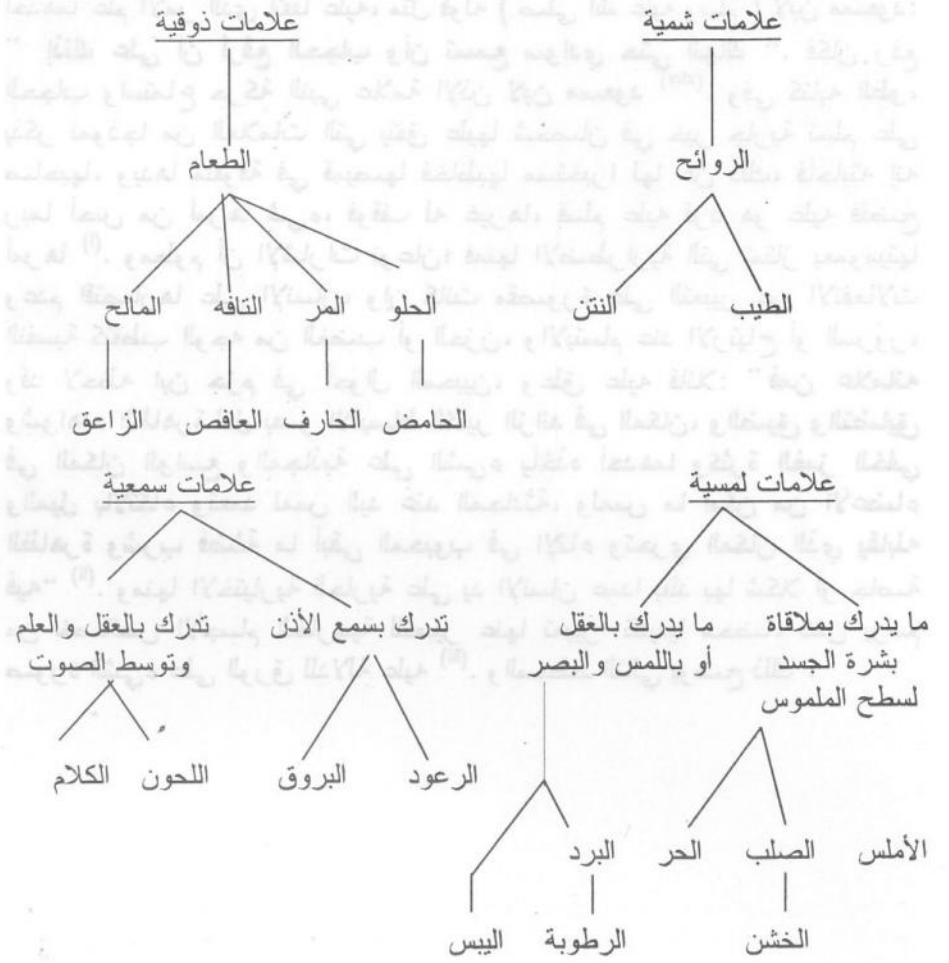 علامات شمية
علامات ذوقية
الروائح
الطعام
الطيب
النتن
الحلو
المر
التافه
المالح
الحامض
الحارف
العافص
الزاعق
علامات لمسية
علامات سمعية
ما يدرك بملاقاة
بشرة الجسد
لسطح الملموس
ما يدرك بالغقل
أو باللمس والبصر
تدرك بسمع الأذن
تدرك بالعقل و العلم
وتوسط الصوت
الرعود
البروق
اللحون
الكلام
الأملس
الصلب
الحر
البرد
الخشن
الرطوبة
اليبس